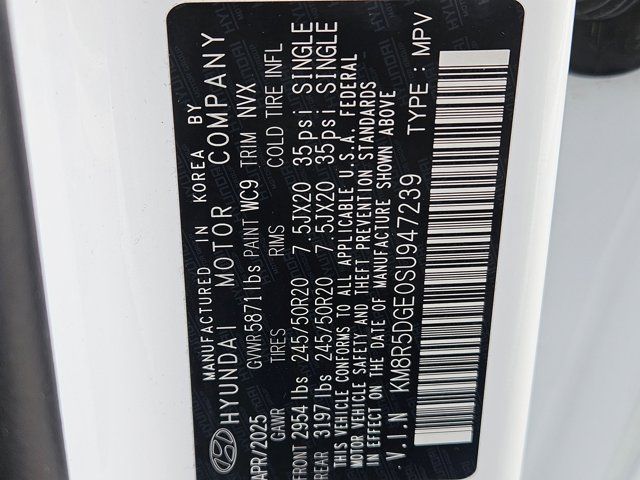 MANUFACTURED IN KOREA BY
HYUNDAI MOTOR COMPANY
APR/2025 GVWR5871lbs PAINT WC9 TRIM NVX
GAWR TIRES RIMS COLD TIRE INFL
FRONT 2954 lbs 245/50R20 7.5JX20 35psi SINGLE
REAR 3197 lbs 245/50R20 7.5JX20 35psi SINGLE
THIS VEHICLE CONFORMS TO ALL APPLICABLE U.S.A. FEDERAL
MOTOR VEHICLE SAFETY AND THEFT PREVENTION STANDARDS
IN EFFECT ON THE DATE OF MANUFACTURE SHOWN ABOVE
V.I.N KM8R5DGE0SU947239 TYPE : MPV